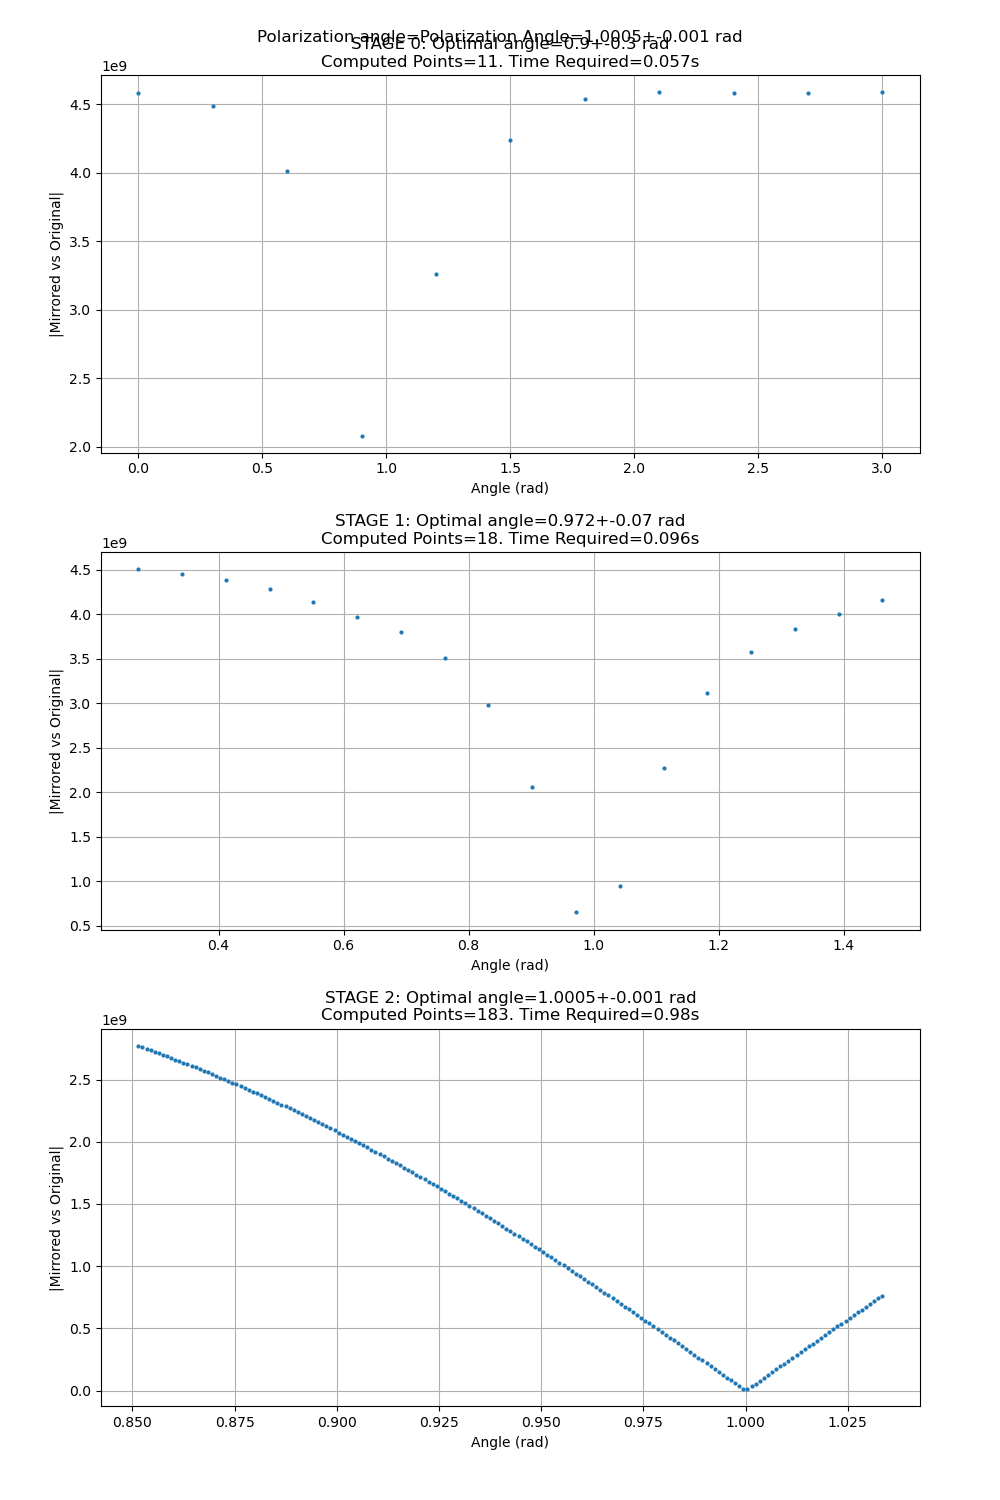 Polarization angle=Polarization Angle=1.0005+-0.001 rad
STAGE 0: Optimal angle=0.9+-0.3 rad
Computed Points=11. Time Required=0.057s
1e9
4.5
4.0
3.5
3.0
2.5
2.0
|Mirrored vs Original|
0.0 0.5 1.0 1.5 2.0 2.5 3.0
Angle (rad)
STAGE 1: Optimal angle=0.972+-0.07 rad
Computed Points=18. Time Required=0.096s
1e9
4.5
4.0
3.5
3.0
2.5
2.0
1.5
1.0
0.5
|Mirrored vs Original|
0.4 0.6 0.8 1.0 1.2 1.4
Angle (rad)
STAGE 2: Optimal angle=1.0005+-0.001 rad
Computed Points=183. Time Required=0.98s
1e9
2.5
2.0
1.5
1.0
0.5
0.0
|Mirrored vs Original|
0.850 0.875 0.900 0.925 0.950 0.975 1.000 1.025
Angle (rad)